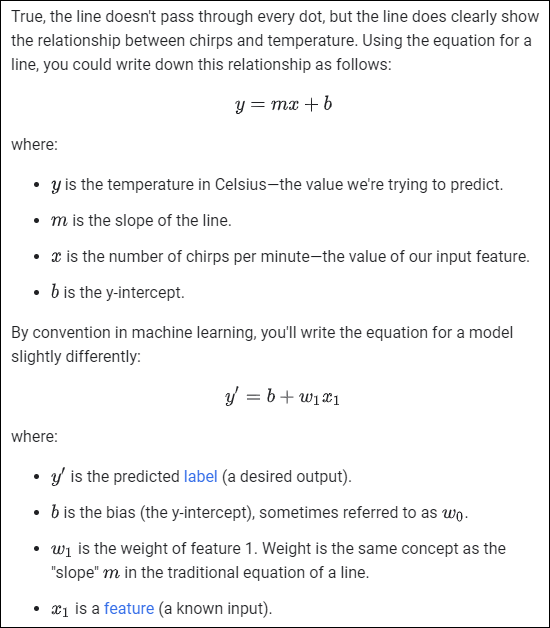 True, the line doesn't pass through every dot, but the line does clearly show
the relationship between chirps and temperature. Using the equation for a
line, you could write down this relationship as follows:
y = mx + b
where:
• y is the temperature in Celsius—the value we're trying to predict.
• m is the slope of the line.
• x is the number of chirps per minute—the value of our input feature.
• b is the y-intercept.
By convention in machine learning, you'll write the equation for a model
slightly differently:
y′ = b + w₁x₁
where:
• y′ is the predicted label (a desired output).
• b is the bias (the y-intercept), sometimes referred to as w₀.
• w₁ is the weight of feature 1. Weight is the same concept as the
"slope" m in the traditional equation of a line.
• x₁ is a feature (a known input).